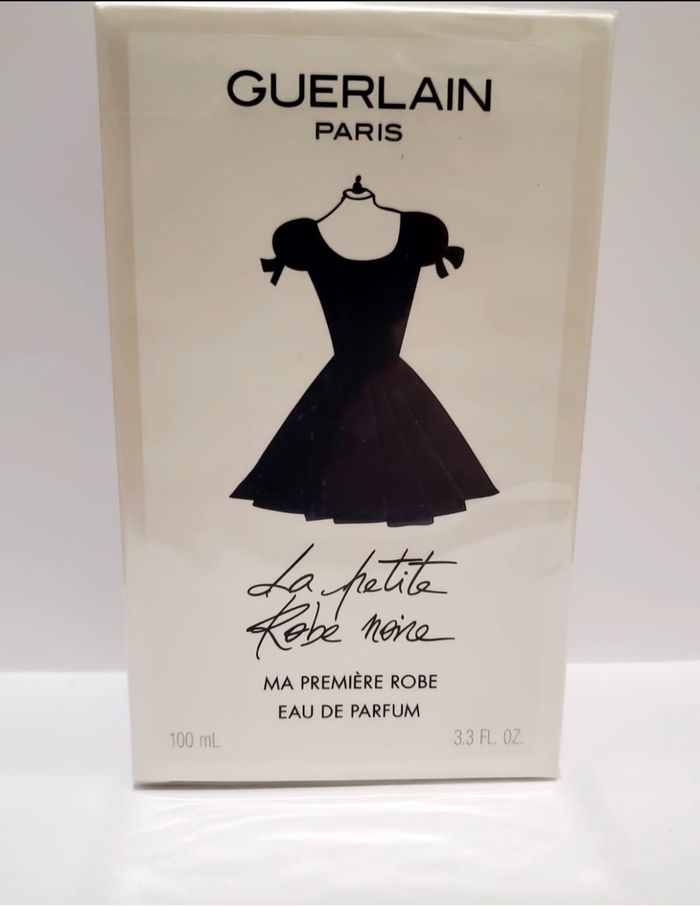 GUERLAIN
PARIS
La petite
Robe noire
MA PREMIÈRE ROBE
EAU DE PARFUM
100 mL 3.3 FL. OZ.